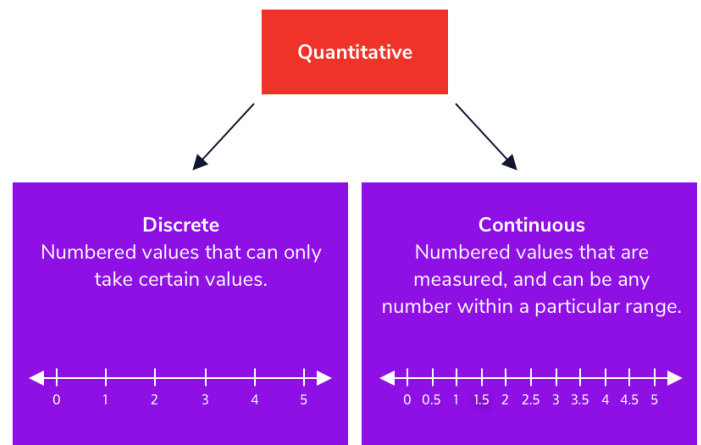 Quantitative
Discrete
Numbered values that can only
take certain values.
0 1 2 3 4 5
Continuous
Numbered values that are
measured, and can be any
number within a particular range.
0 0.5 1 1.5 2 2.5 3 3.5 4 4.5 5